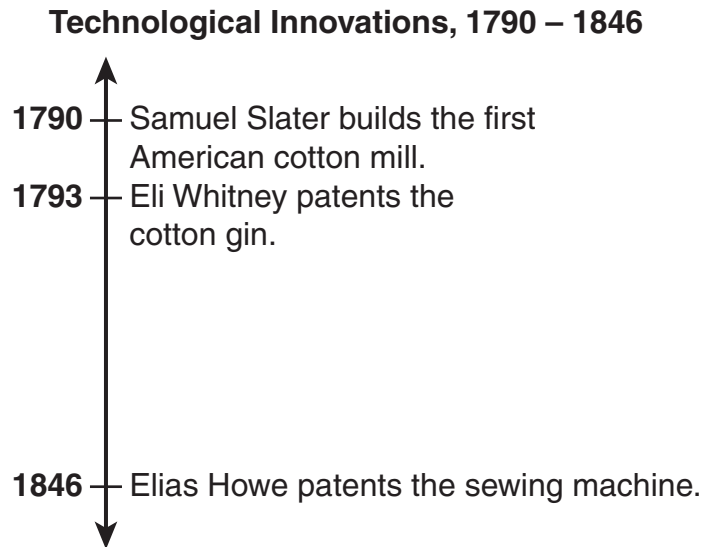 Technological Innovations, 1790 – 1846
1790 Samuel Slater builds the first
American cotton mill.
1793 Eli Whitney patents the
cotton gin.
1846 Elias Howe patents the sewing machine.